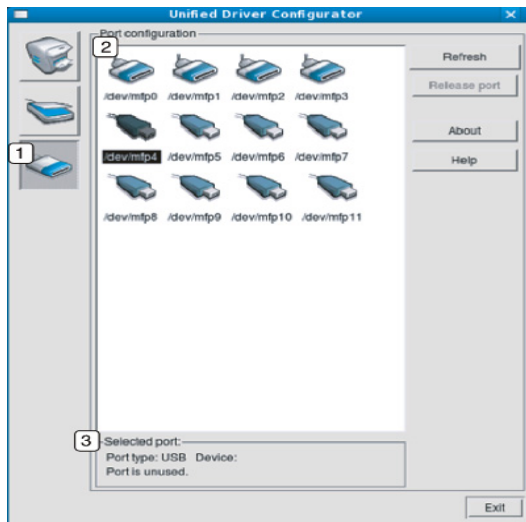 Unified Driver Configurator
Port configuration
2
/dev/mfp0 /dev/mfp1 /dev/mfp2 /dev/mfp3
/dev/mfp4 /dev/mfp5 /dev/mfp6 /dev/mfp7
/dev/mfp8 /dev/mfp9 /dev/mfp10 /dev/mfp11
Refresh
Release port
About
Help
1
3
Selected port:
Port type: USB Device:
Port is unused.
Exit